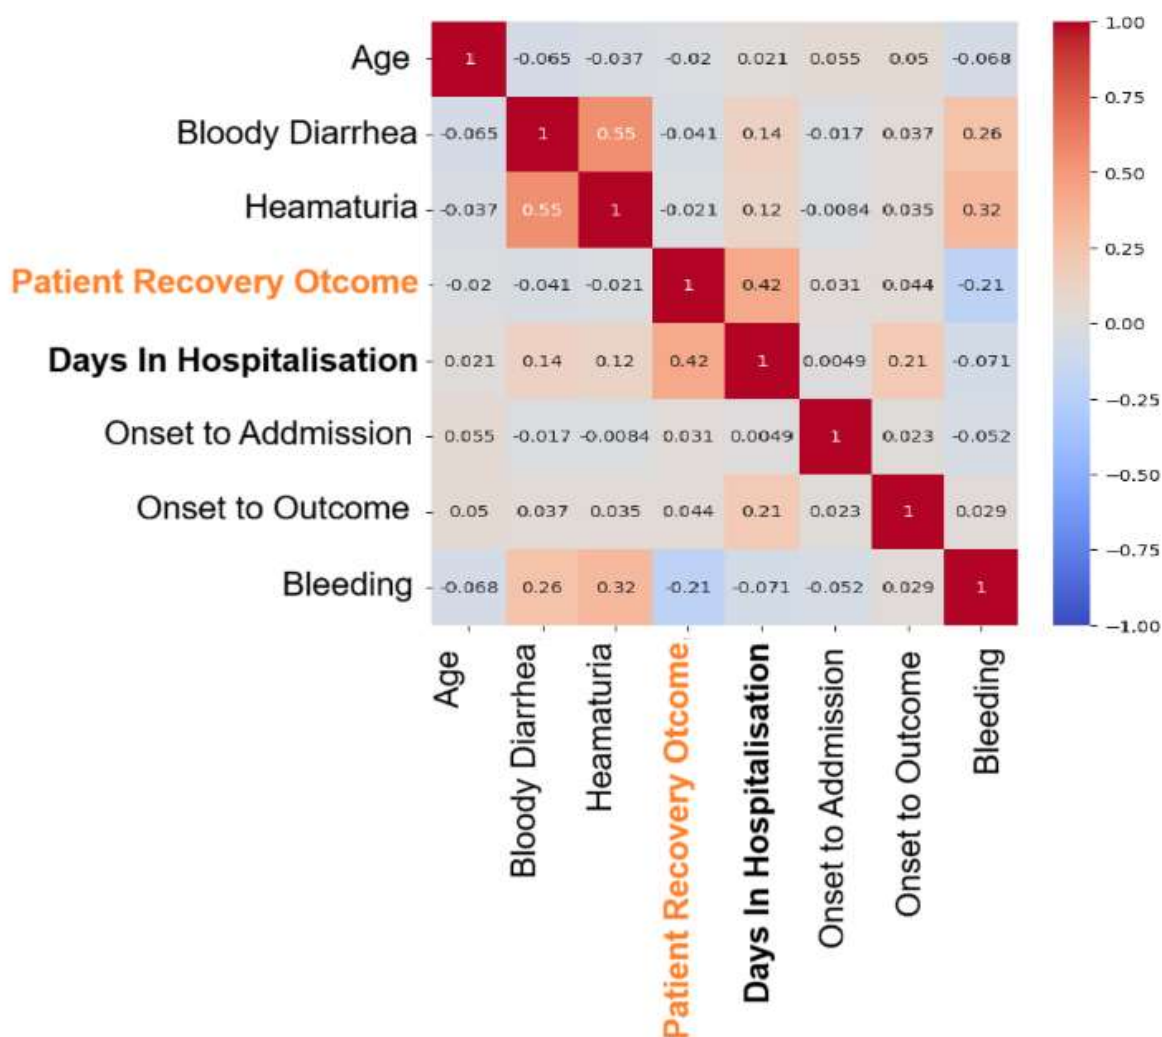 Age 1 -0.065 -0.037 -0.02 0.021 0.055 0.05 -0.068
Bloody Diarrhea -0.065 1 0.55 -0.041 0.14 -0.017 0.037 0.26
Heamaturia -0.037 0.55 1 -0.021 0.12 -0.0084 0.035 0.32
Patient Recovery Otcome -0.02 -0.041 -0.021 1 0.42 0.031 0.044 -0.21
Days In Hospitalisation 0.021 0.14 0.12 0.42 1 0.0049 0.21 -0.071
Onset to Addmission 0.055 -0.017 -0.0084 0.031 0.0049 1 0.023 -0.052
Onset to Outcome 0.05 0.037 0.035 0.044 0.21 0.023 1 0.029
Bleeding -0.068 0.26 0.32 -0.21 -0.071 -0.052 0.029 1
Age
Bloody Diarrhea
Heamaturia
Patient Recovery Otcome
Days In Hospitalisation
Onset to Addmission
Onset to Outcome
Bleeding
1.00
0.75
0.50
0.25
0.00
−0.25
−0.50
−0.75
−1.00